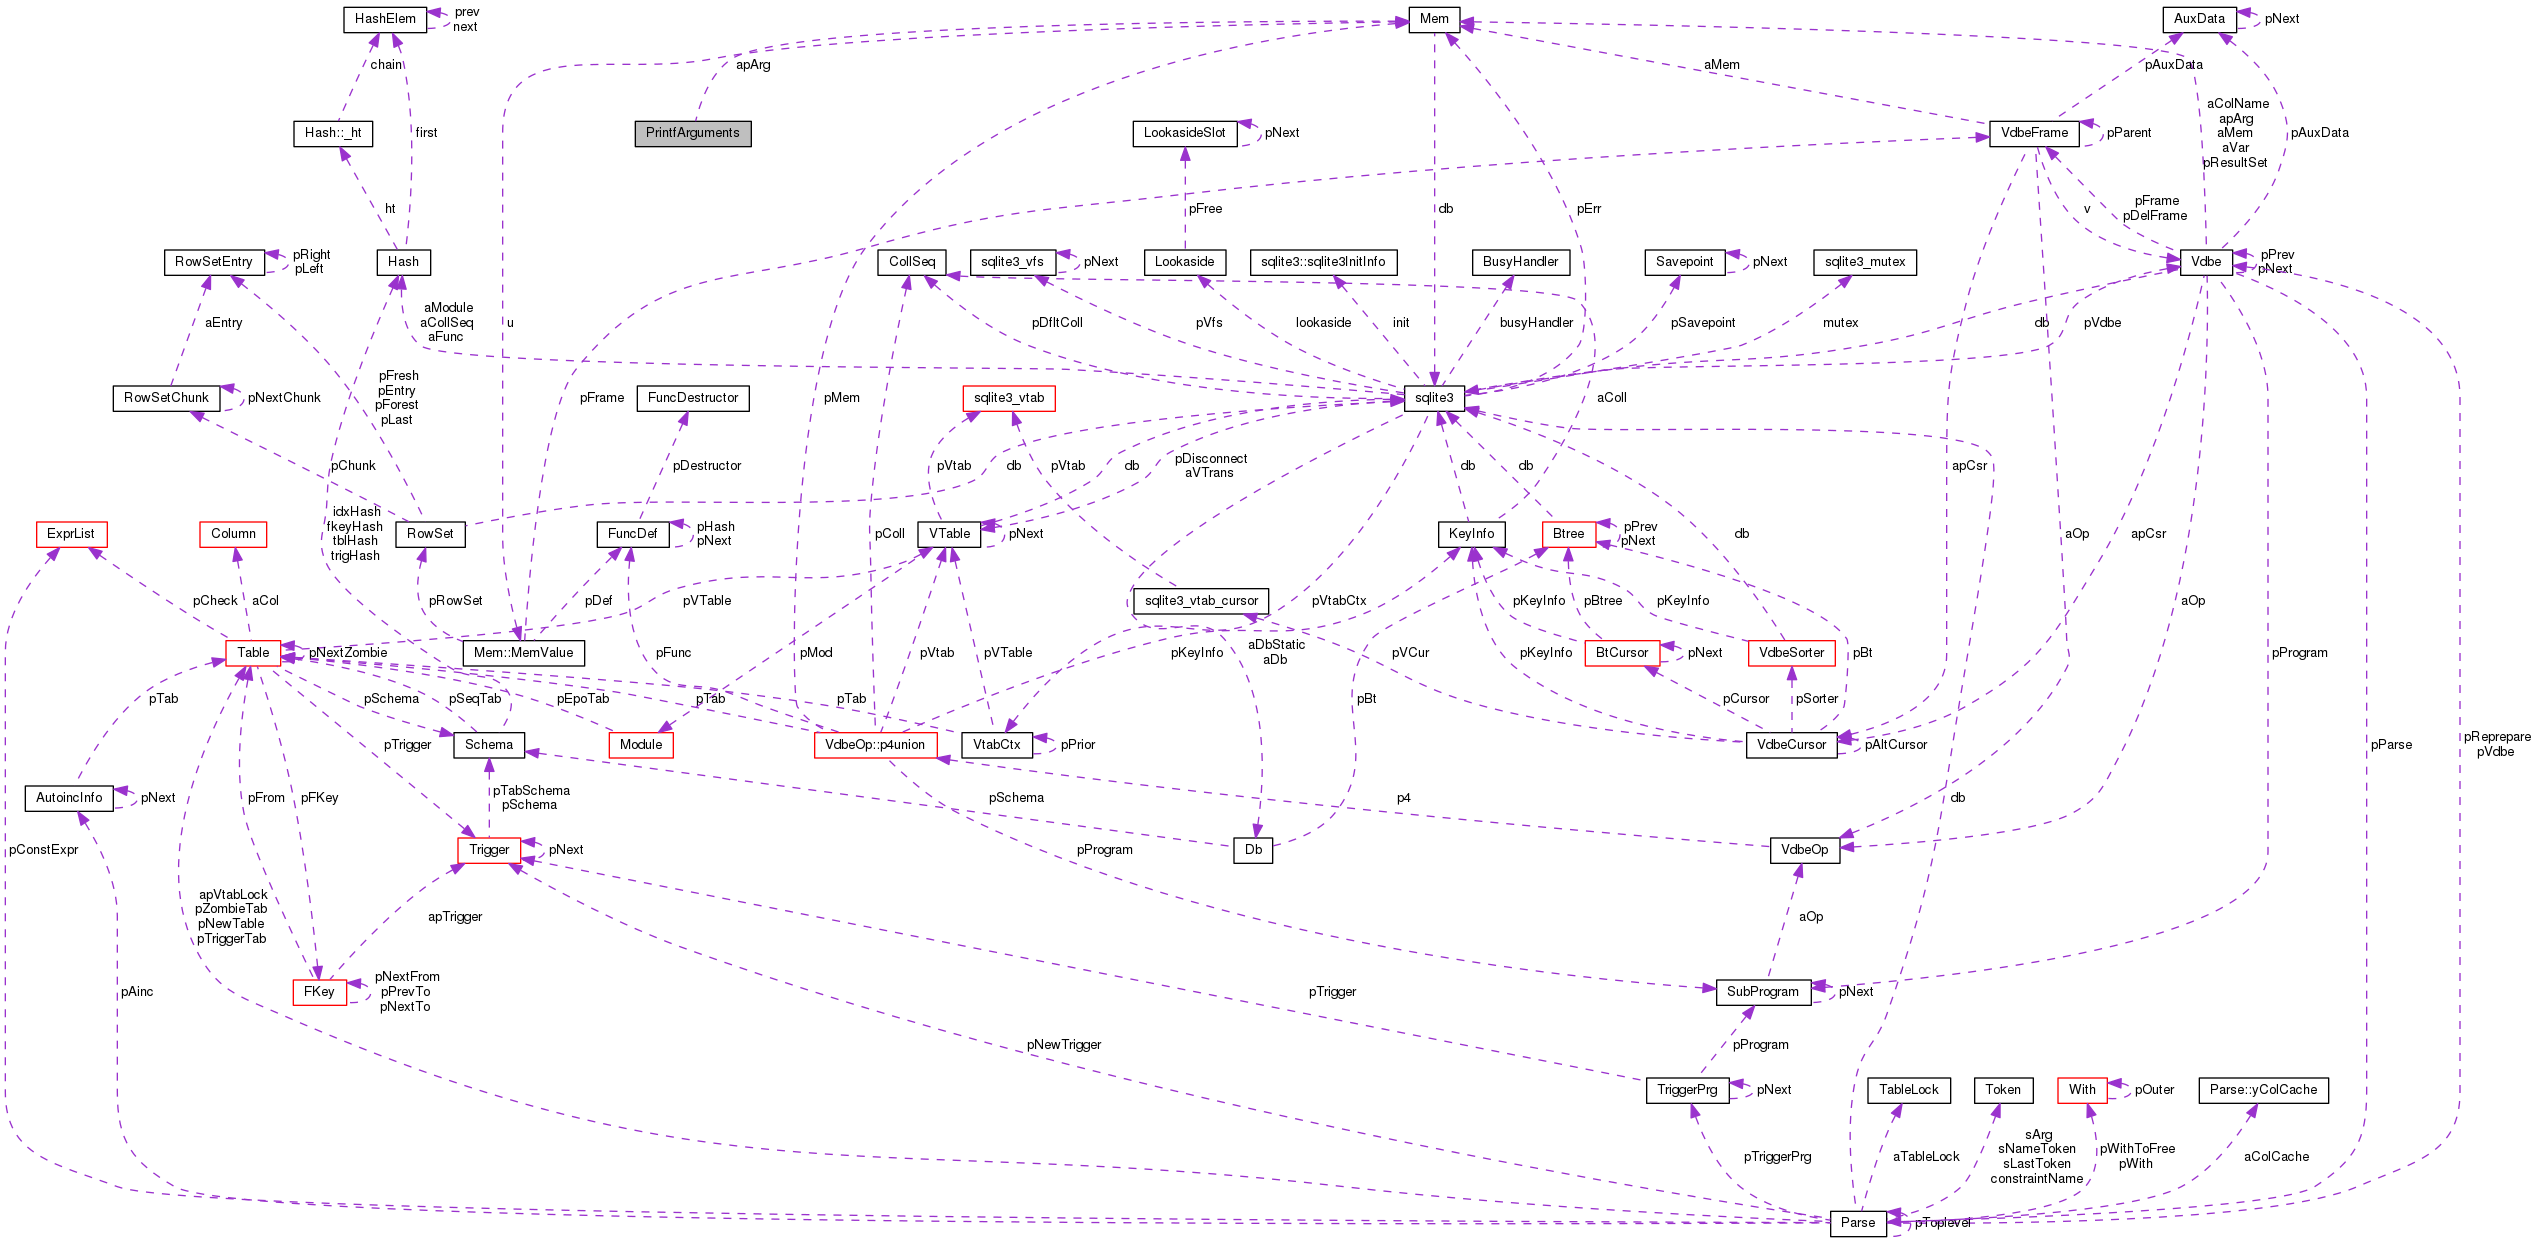 HashElem
prev
next
Mem
AuxData
pNext
chain
apArg
aMem
pAuxData
Hash::_ht
first
PrintfArguments
LookasideSlot
pNext
VdbeFrame
pParent
aColName
apArg
aMem
aVar
pResultSet
pAuxData
ht
pFree
db
pErr
v
pFrame
pDelFrame
RowSetEntry
pRight
pLeft
Hash
CollSeq
sqlite3_vfs
pNext
Lookaside
sqlite3::sqlite3InitInfo
BusyHandler
Savepoint
pNext
sqlite3_mutex
Vdbe
pPrev
pNext
aEntry
aModule
aCollSeq
aFunc
u
pDfltColl
pVfs
lookaside
init
busyHandler
pSavepoint
mutex
db
pVdbe
RowSetChunk
pNextChunk
pFresh
pEntry
pForest
pLast
pFrame
FuncDestructor
pMem
sqlite3_vtab
sqlite3
aColl
pChunk
pDestructor
pVtab
db
pVtab
db
pDisconnect
aVTrans
db
db
apCsr
ExprList
Column
idxHash
fkeyHash
tblHash
trigHash
RowSet
FuncDef
pHash
pNext
pColl
VTable
pNext
KeyInfo
Btree
pPrev
pNext
db
aOp
apCsr
pCheck
aCol
pRowSet
pDef
pVTable
sqlite3_vtab_cursor
pVtabCtx
pKeyInfo
pBtree
pKeyInfo
aOp
Table
pNextZombie
Mem::MemValue
pFunc
pMod
pVtab
pVTable
pKeyInfo
aDbStatic
aDb
pVCur
pKeyInfo
BtCursor
pNext
VdbeSorter
pBt
pProgram
pTab
pSchema
pSeqTab
pEpoTab
pTab
pTab
pBt
pCursor
pSorter
pTrigger
Schema
Module
VdbeOp::p4union
VtabCtx
pPrior
VdbeCursor
pAltCursor
pParse
pReprepare
pVdbe
AutoincInfo
pNext
pFrom
pFKey
pTabSchema
pSchema
pSchema
p4
db
pConstExpr
Trigger
pNext
pProgram
Db
VdbeOp
apVtabLock
pZombieTab
pNewTable
pTriggerTab
apTrigger
aOp
pAinc
FKey
pNextFrom
pPrevTo
pNextTo
pTrigger
SubProgram
pNext
pNewTrigger
pProgram
TriggerPrg
pNext
TableLock
Token
With
pOuter
Parse::yColCache
pTriggerPrg
aTableLock
sArg
sNameToken
sLastToken
constraintName
pWithToFree
pWith
aColCache
Parse
pToplevel